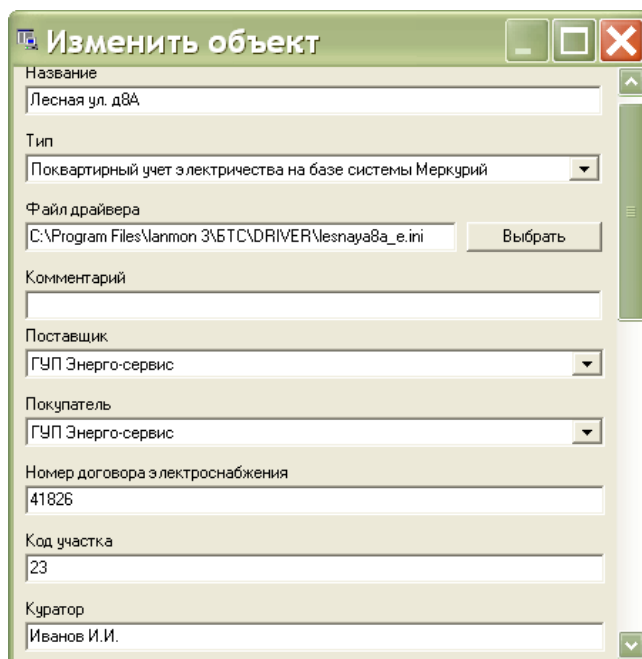 Изменить объект
Название
Лесная ул. д8А
Тип
Поквартирный учет электричества на базе системы Меркурий
Файл драйвера
C:\Program Files\lanmon 3\БТС\DRIVER\lesnaya8a_e.ini
Выбрать
Комментарий
Поставщик
ГУП Энерго-сервис
Покупатель
ГУП Энерго-сервис
Номер договора электроснабжения
41826
Код участка
23
Куратор
Иванов И.И.